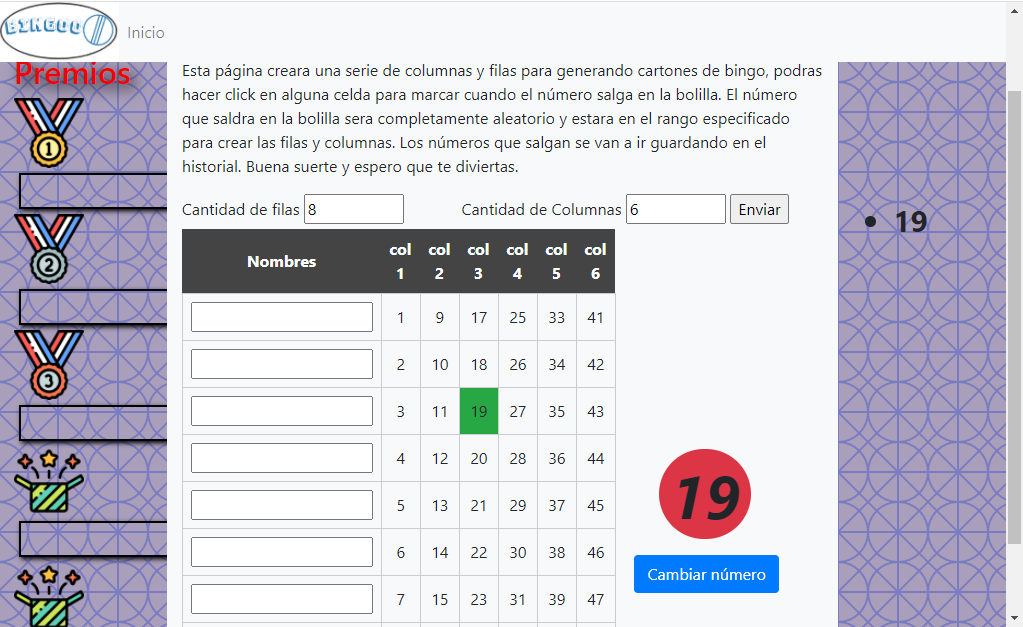 BINGOO
Inicio
Premios
1
2
3
Esta página creara una serie de columnas y filas para generando cartones de bingo, podras
hacer click en alguna celda para marcar cuando el número salga en la bolilla. El número
que saldra en la bolilla sera completamente aleatorio y estara en el rango especificado
para crear las filas y columnas. Los números que salgan se van a ir guardando en el
historial. Buena suerte y espero que te diviertas.
Cantidad de filas 8 Cantidad de Columnas 6 Enviar
Nombres col 1 col 2 col 3 col 4 col 5 col 6
1 9 17 25 33 41
2 10 18 26 34 42
3 11 19 27 35 43
4 12 20 28 36 44
5 13 21 29 37 45
6 14 22 30 38 46
7 15 23 31 39 47
19
Cambiar número
19